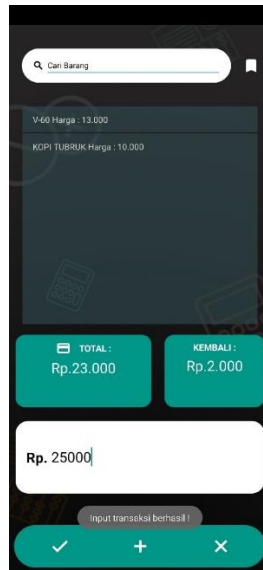 Cari Barang
V-60 Harga : 13.000
KOPI TUBRUK Harga : 10.000
TOTAL :
Rp.23.000
KEMBALI :
Rp.2.000
Rp. 25000
Input transaksi berhasil !